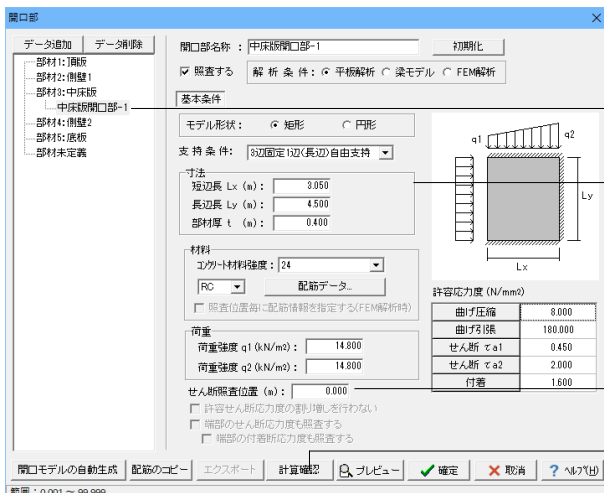 開口部
データ追加 データ削除
部材1:頂版
部材2:側壁1
部材3:中床版
中床版開口部-1
部材4:側壁2
部材5:底板
部材未定義
開口部名称 : 中床版開口部-1 初期化
照査する 解 析 条 件: 平板解析 梁モデル FEM解析
基本条件
モデル形状: 矩形 円形
支 持 条 件: 3辺固定1辺(長辺)自由支持
寸法
短辺長 Lx (m): 3.050
長辺長 Ly (m): 4.500
部材厚 t (m): 0.400
q1 q2
Ly
Lx
材料
コンクリート材料強度: 24
RC 配筋データ...
照査位置毎に配筋情報を指定する(FEM解析時)
荷重
荷重強度 q1(kN/m²): 14.800
荷重強度 q2(kN/m²): 14.800
せん断照査位置 (m): 0.000
許容せん断応力度の割り増しを行わない
端部のせん断応力度も照査する
端部の付着断応力度も照査する
許容応力度 (N/mm²)
曲げ圧縮 8.000
曲げ引張 180.000
せん断 τa1 0.450
せん断 τa2 2.000
付着 1.600
開口モデルの自動生成 配筋のコピー エクスポート 計算確認 プレビュー 確定 取消 ? ヘルプ(H)
範囲:0.001 ~ 99.999